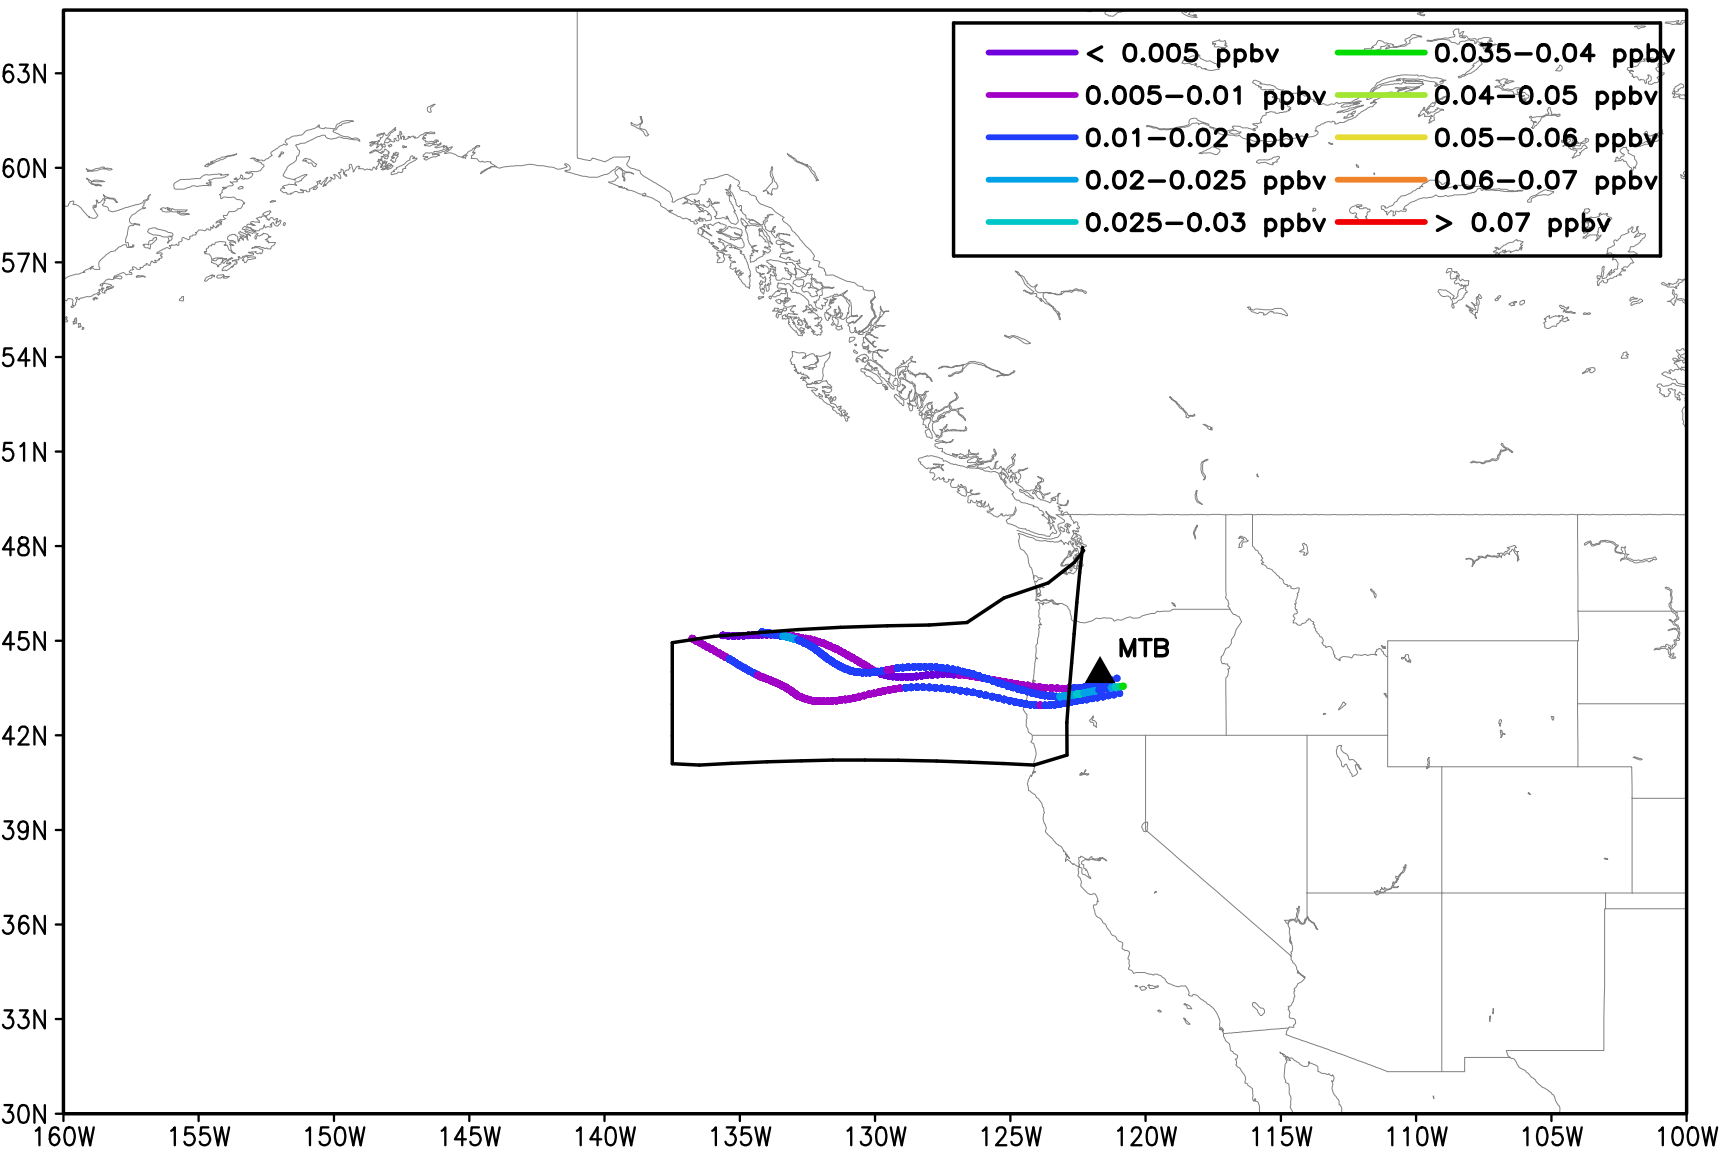 < 0.005 ppbv
0.005-0.01 ppbv
0.01-0.02 ppbv
0.02-0.025 ppbv
0.025-0.03 ppbv
0.035-0.04 ppbv
0.04-0.05 ppbv
0.05-0.06 ppbv
0.06-0.07 ppbv
> 0.07 ppbv
63N
60N
57N
54N
51N
48N
45N
42N
39N
36N
33N
30N
MTB
160W 155W 150W 145W 140W 135W 130W 125W 120W 115W 110W 105W 100W